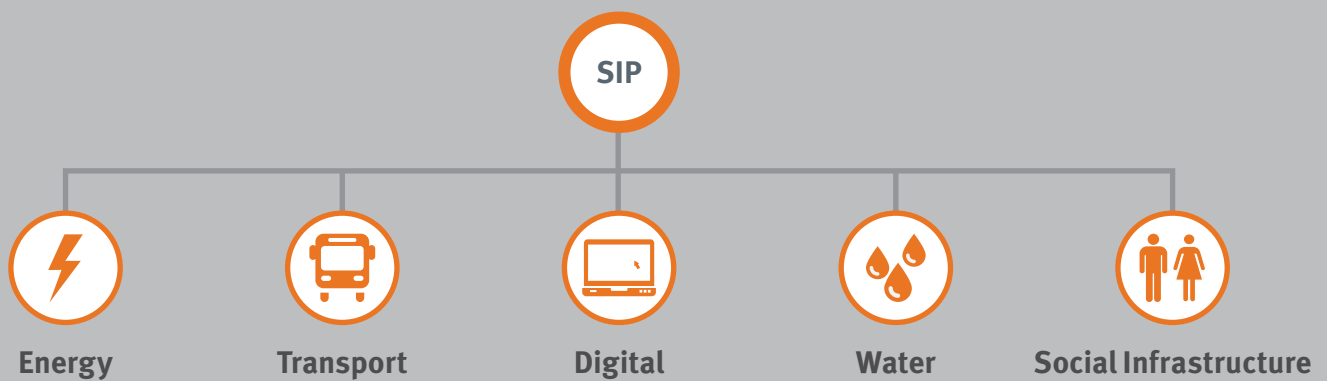 SIP
Energy
Transport
Digital
Water
Social Infrastructure